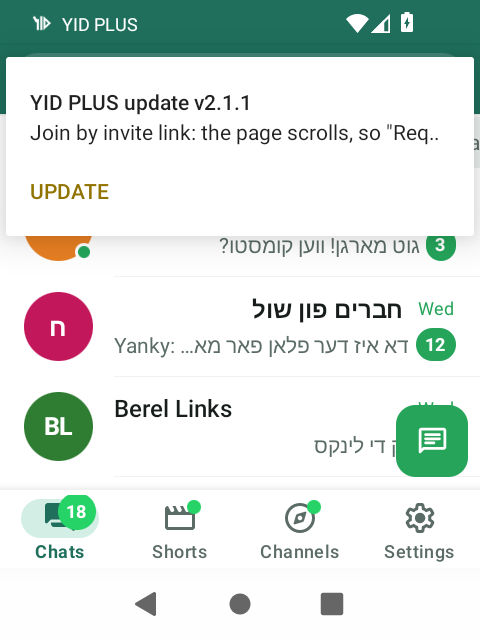 YID PLUS
YID PLUS update v2.1.1
Join by invite link: the page scrolls, so "Req..
UPDATE
גוט מארגן! ווען קומסטו?
3
ח
חברים פון שול
Wed
Yanky: דא איז דער פלאן פאר מא...
12
BL
Berel Links
די לינקס
18
Chats
Shorts
Channels
Settings